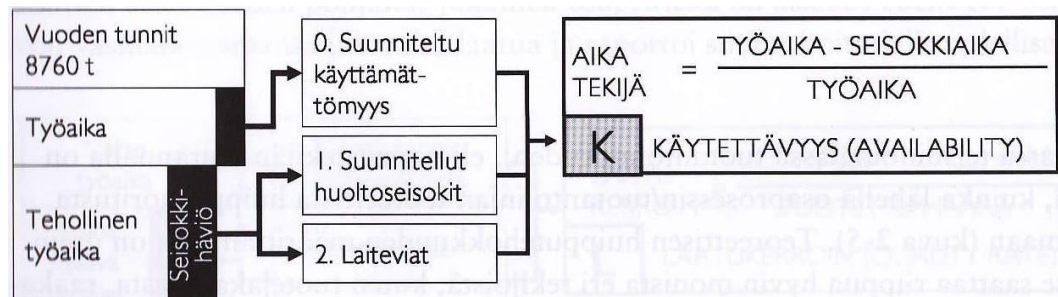 Vuoden tunnit
8760 t
Työaika
Tehollinen
työaika
Seisokki-
häviö
0. Suunniteltu
käyttämät-
tömyys
1. Suunnitellut
huoltoseisokit
2. Laiteviat
AIKA
TEKIJÄ
=
TYÖAIKA - SEISOKKIAIKA
TYÖAIKA
K
KÄYTETTÄVYYS (AVAILABILITY)